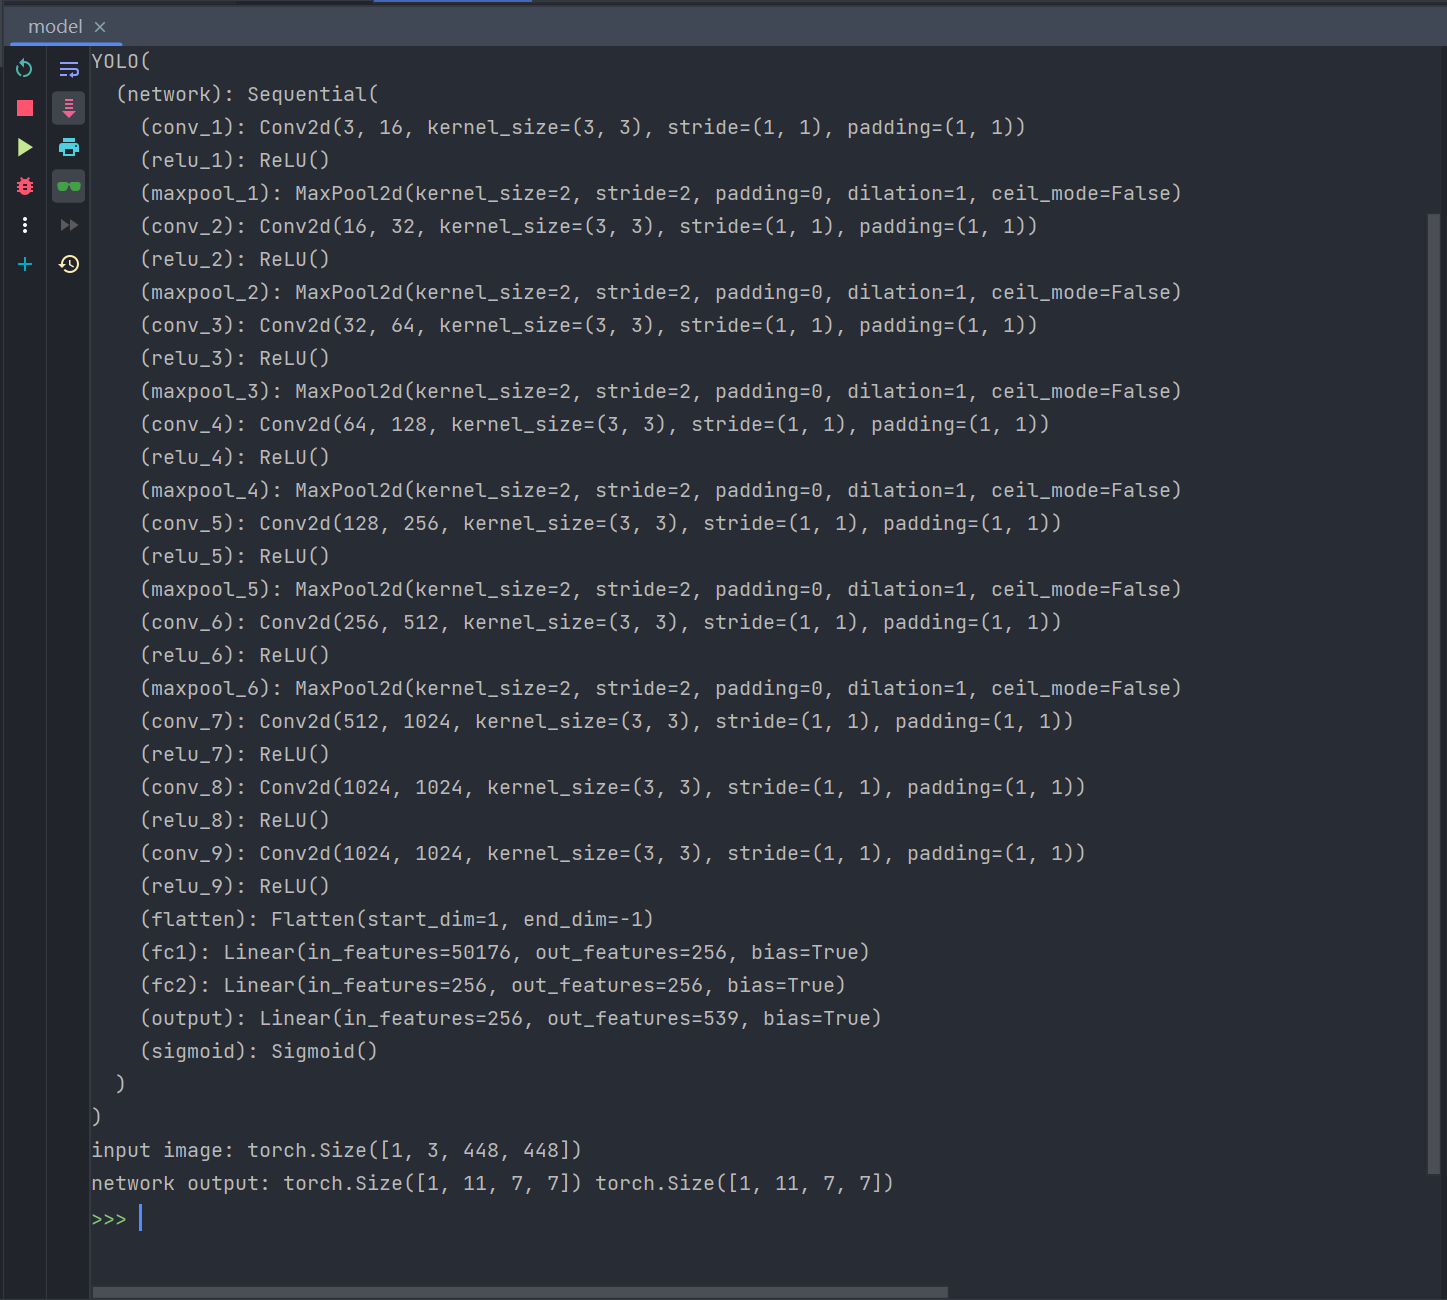 model
YOLO(
  (network): Sequential(
    (conv_1): Conv2d(3, 16, kernel_size=(3, 3), stride=(1, 1), padding=(1, 1))
    (relu_1): ReLU()
    (maxpool_1): MaxPool2d(kernel_size=2, stride=2, padding=0, dilation=1, ceil_mode=False)
    (conv_2): Conv2d(16, 32, kernel_size=(3, 3), stride=(1, 1), padding=(1, 1))
    (relu_2): ReLU()
    (maxpool_2): MaxPool2d(kernel_size=2, stride=2, padding=0, dilation=1, ceil_mode=False)
    (conv_3): Conv2d(32, 64, kernel_size=(3, 3), stride=(1, 1), padding=(1, 1))
    (relu_3): ReLU()
    (maxpool_3): MaxPool2d(kernel_size=2, stride=2, padding=0, dilation=1, ceil_mode=False)
    (conv_4): Conv2d(64, 128, kernel_size=(3, 3), stride=(1, 1), padding=(1, 1))
    (relu_4): ReLU()
    (maxpool_4): MaxPool2d(kernel_size=2, stride=2, padding=0, dilation=1, ceil_mode=False)
    (conv_5): Conv2d(128, 256, kernel_size=(3, 3), stride=(1, 1), padding=(1, 1))
    (relu_5): ReLU()
    (maxpool_5): MaxPool2d(kernel_size=2, stride=2, padding=0, dilation=1, ceil_mode=False)
    (conv_6): Conv2d(256, 512, kernel_size=(3, 3), stride=(1, 1), padding=(1, 1))
    (relu_6): ReLU()
    (maxpool_6): MaxPool2d(kernel_size=2, stride=2, padding=0, dilation=1, ceil_mode=False)
    (conv_7): Conv2d(512, 1024, kernel_size=(3, 3), stride=(1, 1), padding=(1, 1))
    (relu_7): ReLU()
    (conv_8): Conv2d(1024, 1024, kernel_size=(3, 3), stride=(1, 1), padding=(1, 1))
    (relu_8): ReLU()
    (conv_9): Conv2d(1024, 1024, kernel_size=(3, 3), stride=(1, 1), padding=(1, 1))
    (relu_9): ReLU()
    (flatten): Flatten(start_dim=1, end_dim=-1)
    (fc1): Linear(in_features=50176, out_features=256, bias=True)
    (fc2): Linear(in_features=256, out_features=256, bias=True)
    (output): Linear(in_features=256, out_features=539, bias=True)
    (sigmoid): Sigmoid()
  )
)
input image: torch.Size([1, 3, 448, 448])
network output: torch.Size([1, 11, 7, 7]) torch.Size([1, 11, 7, 7])
>>>